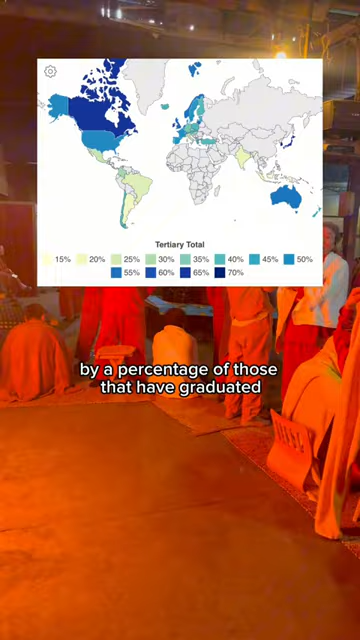 Tertiary Total
15% 20% 25% 30% 35% 40% 45% 50%
55% 60% 65% 70%
by a percentage of those
that have graduated